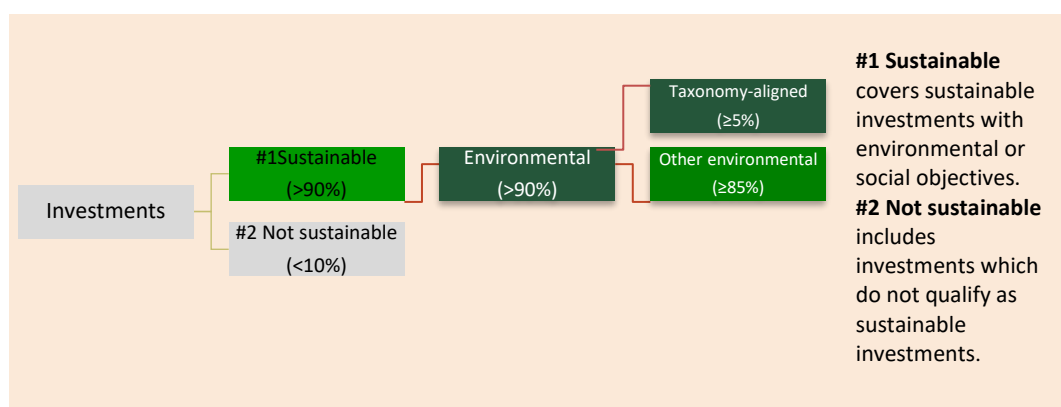 Investments
#1Sustainable
(>90%)
#2 Not sustainable
(<10%)
Environmental
(>90%)
Taxonomy-aligned
(≥5%)
Other environmental
(≥85%)
#1 Sustainable
covers sustainable
investments with
environmental or
social objectives.
#2 Not sustainable
includes
investments which
do not qualify as
sustainable
investments.